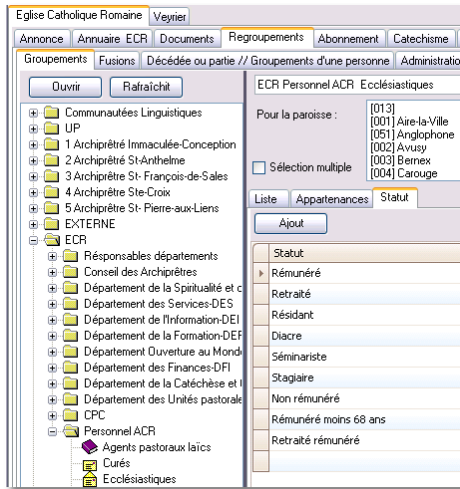 Eglise Catholique Romaine Veyrier
Annonce Annuaire ECR Documents Regroupements Abonnement Catechisme
Groupements Fusions Décédée ou partie // Groupements d'une personne Administratio
Ouvrir Rafraîchit
Communautées Linguistiques
UP
1 Archiprêtré Immaculée-Conception
2 Archiprêtré St-Anthelme
3 Archiprêtré St- François-de-Sales
4 Archiprêtré Ste-Croix
5 Archiprêtré St- Pierre-aux-Liens
EXTERNE
ECR
Résponsables départements
Conseil des Archiprêtres
Département de la Spiritualité et c
Département des Services-DES
Département de l'Information-DEI
Département de la Formation-DEF
Département Ouverture au Monde
Département des Finances-DFI
Département de la Catéchèse et
Département des Unités pastorale
CPC
Personnel ACR
Agents pastoraux laïcs
Curés
Ecclésiastiques
ECR Personnel ACR Ecclésiastiques
Pour la paroisse :
[013]
[001] Aire-la-Ville
[051] Anglophone
[002] Avusy
[003] Bernex
[004] Carouge
Sélection multiple
Liste Appartenances Statut
Ajout
Statut
Rémunéré
Retraité
Résidant
Diacre
Séminariste
Stagiaire
Non rémunéré
Rémunéré moins 68 ans
Retraité rémunéré